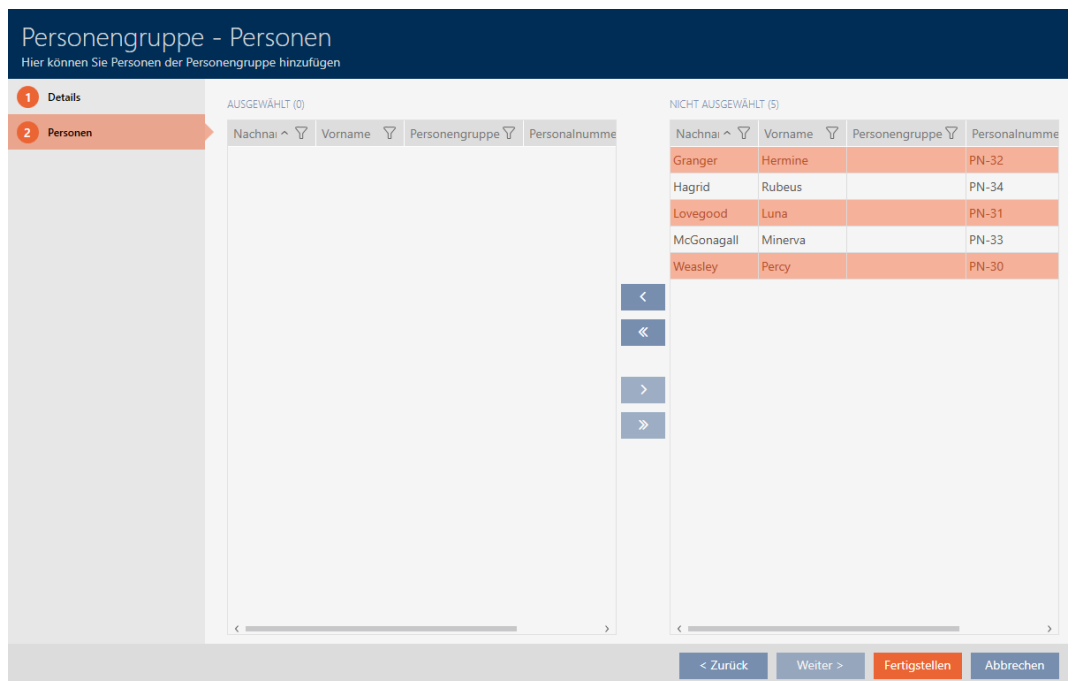 Personengruppe - Personen
Hier können Sie Personen der Personengruppe hinzufügen
1 Details
2 Personen
AUSGEWÄHLT (0)
Nachnai Vorname Personengruppe Personalnumme
NICHT AUSGEWÄHLT (5)
Nachnai Vorname Personengruppe Personalnumme
Granger Hermine PN-32
Hagrid Rubeus PN-34
Lovegood Luna PN-31
McGonagall Minerva PN-33
Weasley Percy PN-30
< Zurück Weiter > Fertigstellen Abbrechen